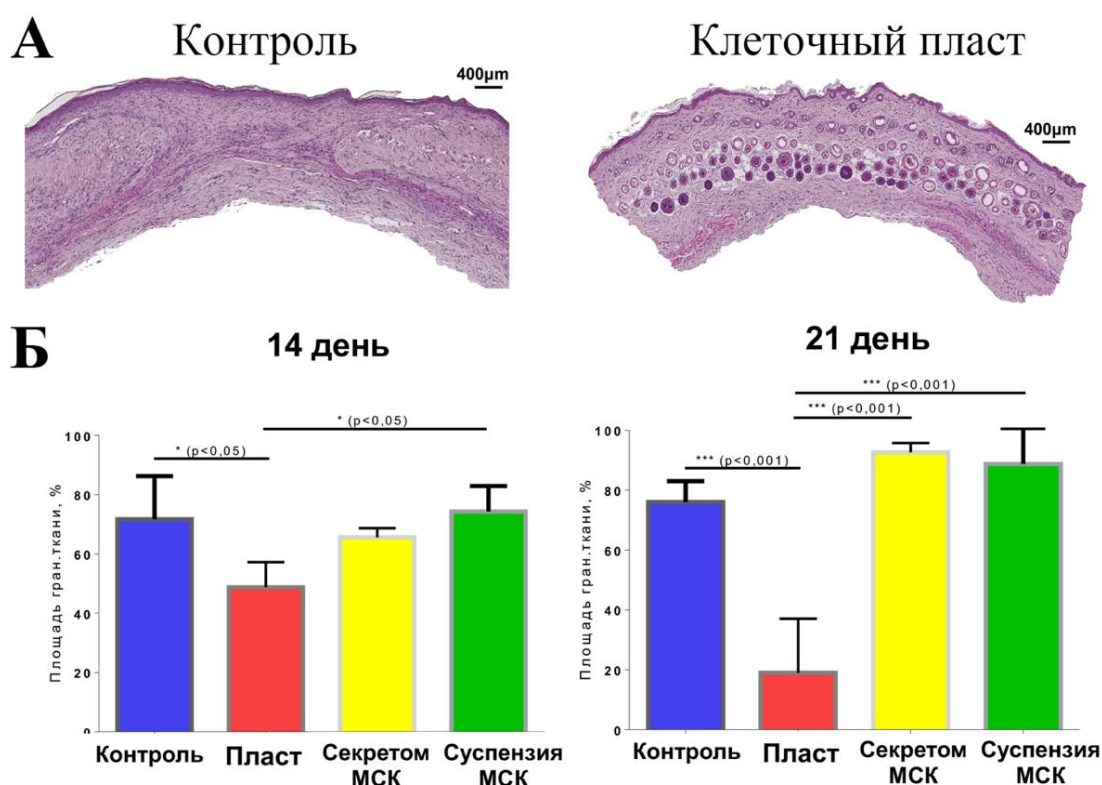 А
Контроль
Клеточный пласт
400µm
400µm
Б
14 день
21 день
* (p<0,05)
* (p<0,05)
*** (p<0,001)
*** (p<0,001)
*** (p<0,001)
Площадь гран.ткани, %
100
80
60
40
20
0
Площадь гран.ткани, %
100
80
60
40
20
0
Контроль
Пласт
Секретом
МСК
Суспензия
МСК
Контроль
Пласт
Секретом
МСК
Суспензия
МСК